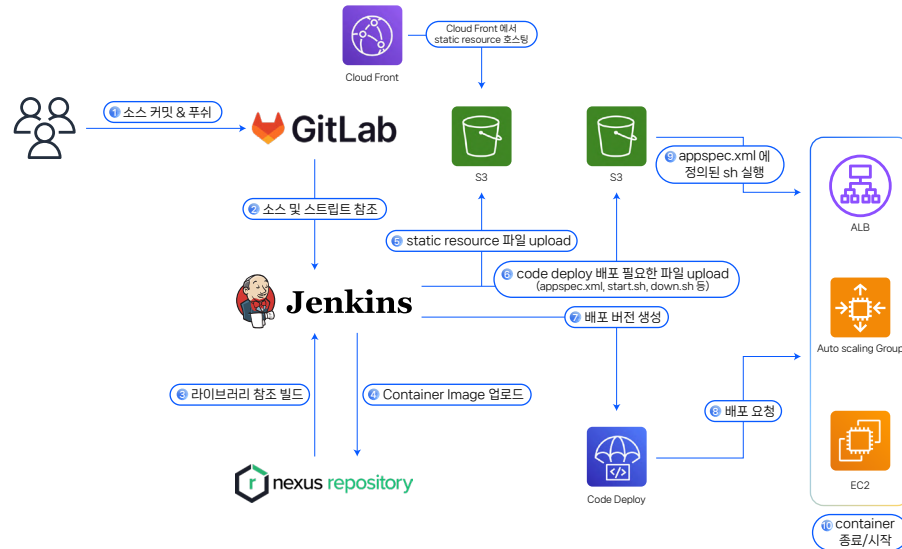 Cloud Front 에서
static resource 호스팅
Cloud Front
1 소스 커밋 & 푸쉬
GitLab
S3
S3
9 appspec.xml 에
정의된 sh 실행
ALB
2 소스 및 스트립트 참조
5 static resource 파일 upload
6 code deploy 배포 필요한 파일 upload
(appspec.xml, start.sh, down.sh 등)
Jenkins
7 배포 버전 생성
Auto scaling Group
3 라이브러리 참조 빌드
4 Container Image 업로드
8 배포 요청
r nexus repository
Code Deploy
EC2
10 container
종료/시작